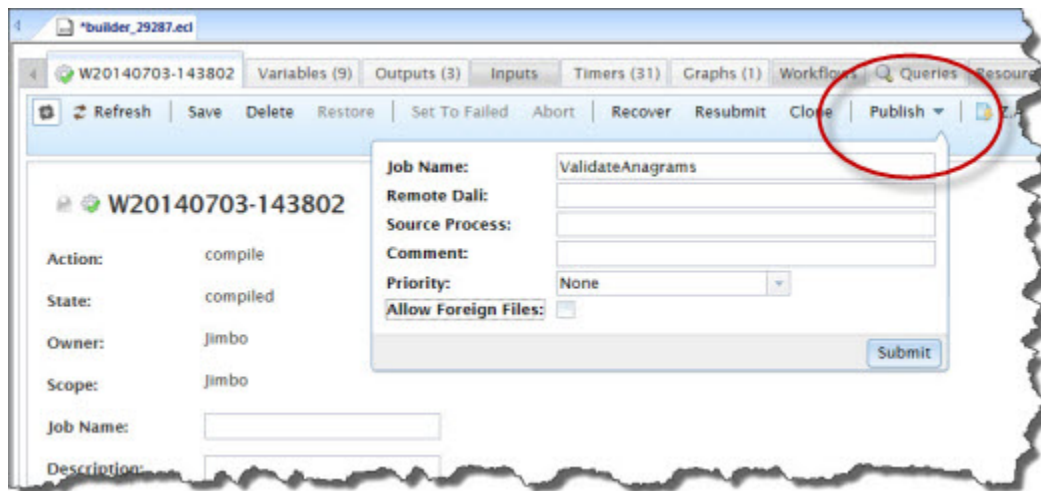 *builder_29287.ecl
W20140703-143802 Variables (9) Outputs (3) Inputs Timers (31) Graphs (1) Workflows Queries Resour
Refresh Save Delete Restore Set To Failed Abort Recover Resubmit Clone Publish Z.A
Job Name: ValidateAnagrams
Remote Dali:
Source Process:
Comment:
Priority: None
Allow Foreign Files:
Submit
W20140703-143802
Action: compile
State: compiled
Owner: Jimbo
Scope: Jimbo
Job Name:
Description: